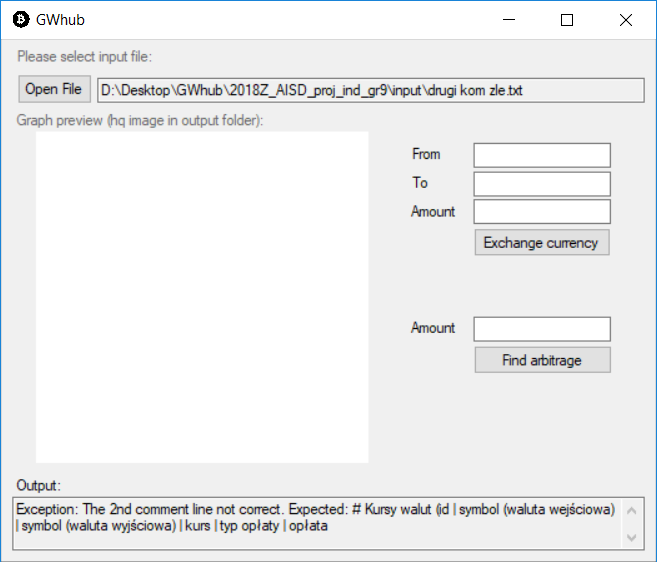 GWhub
Please select input file:
Open File
D:\Desktop\GWhub\2018Z_AISD_proj_ind_gr9\input\drugi kom zle.txt
Graph preview (hq image in output folder):
From
To
Amount
Exchange currency
Amount
Find arbitrage
Output:
Exception: The 2nd comment line not correct. Expected: # Kursy walut (id | symbol (waluta wejściowa)
| symbol (waluta wyjściowa) | kurs | typ opłaty | opłata